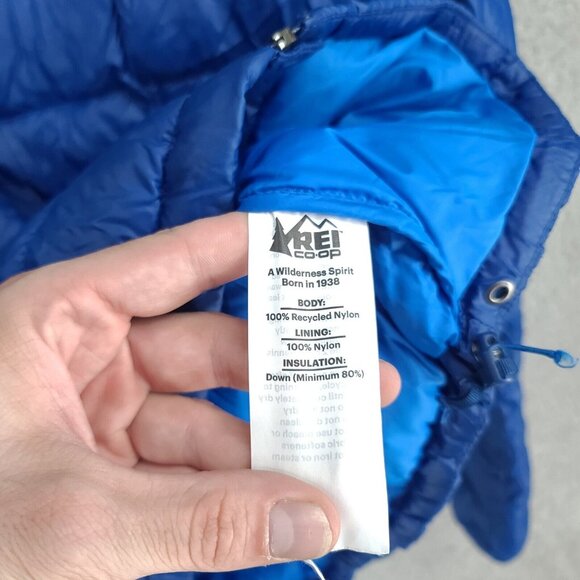 REI
CO·OP
A Wilderness Spirit
Born in 1938
BODY:
100% Recycled Nylon
LINING:
100% Nylon
INSULATION:
Down (Minimum 80%)